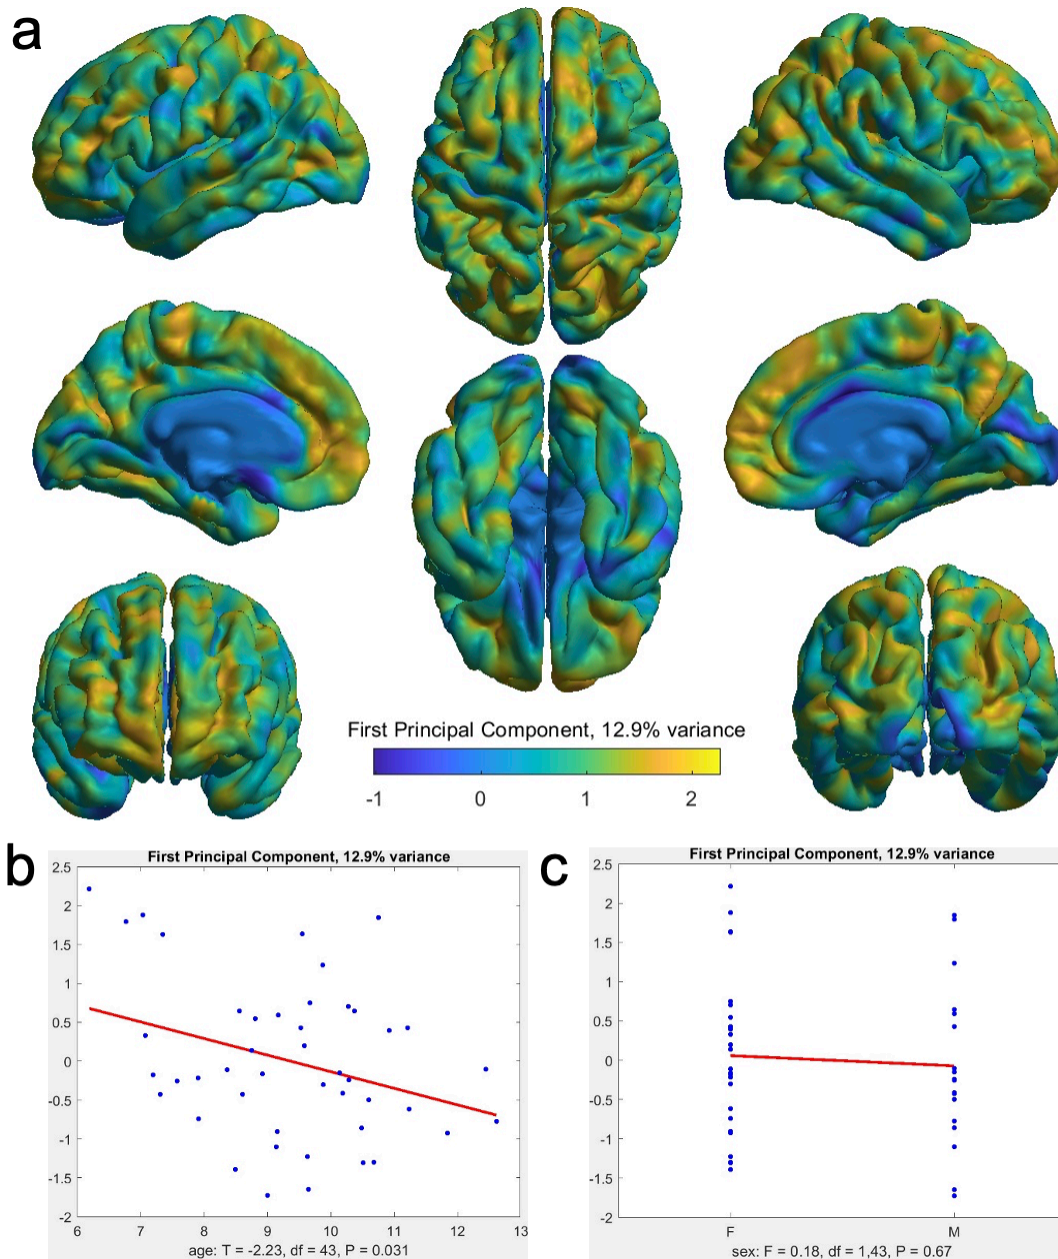 a
First Principal Component, 12.9% variance
-1 0 1 2
b
First Principal Component, 12.9% variance
2.5
2
1.5
1
0.5
0
-0.5
-1
-1.5
-2
6 7 8 9 10 11 12 13
age: T = -2.23, df = 43, P = 0.031
c
First Principal Component, 12.9% variance
2.5
2
1.5
1
0.5
0
-0.5
-1
-1.5
-2
F M
sex: F = 0.18, df = 1,43, P = 0.67